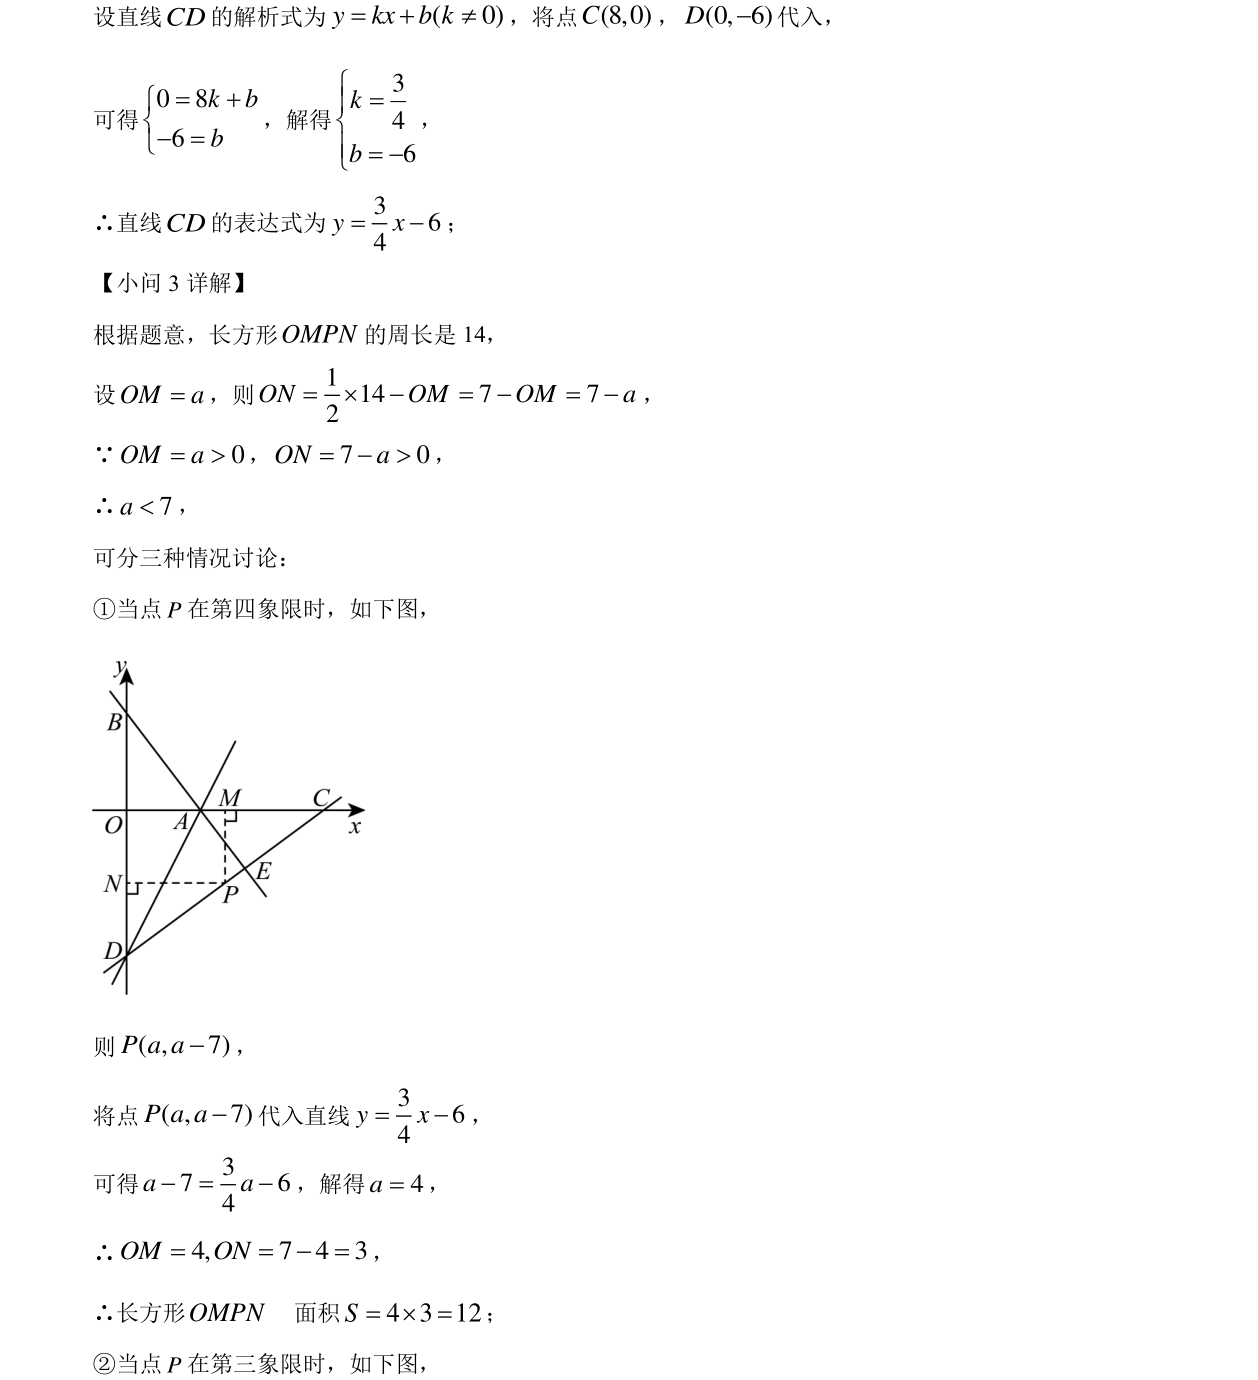 设直线CD的解析式为y=kx+b(k≠0)，将点C(8,0)，D(0,−6)代入，
可得{0=8k+b，−6=b，解得{k=3/4，b=−6，
∴直线CD的表达式为y=3/4x−6；
【小问3详解】
根据题意，长方形OMPN的周长是14，
设OM=a，则ON=1/2×14−OM=7−OM=7−a，
∵OM=a>0，ON=7−a>0，
∴a<7，
可分三种情况讨论：
①当点P在第四象限时，如下图，
y
B
M C
O A x
E
N P
D
则P(a,a−7)，
将点P(a,a−7)代入直线y=3/4x−6，
可得a−7=3/4a−6，解得a=4，
∴OM=4,ON=7−4=3，
∴长方形OMPN 面积S=4×3=12；
②当点P在第三象限时，如下图，